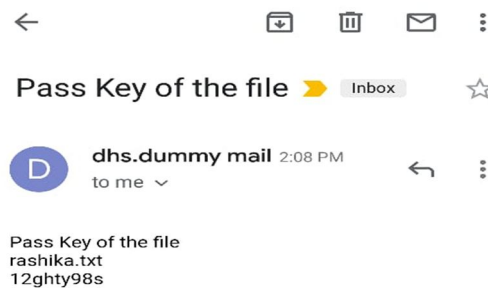 Pass Key of the file Inbox
D
dhs.dummy mail 2:08 PM
to me
Pass Key of the file
rashika.txt
12ghty98s